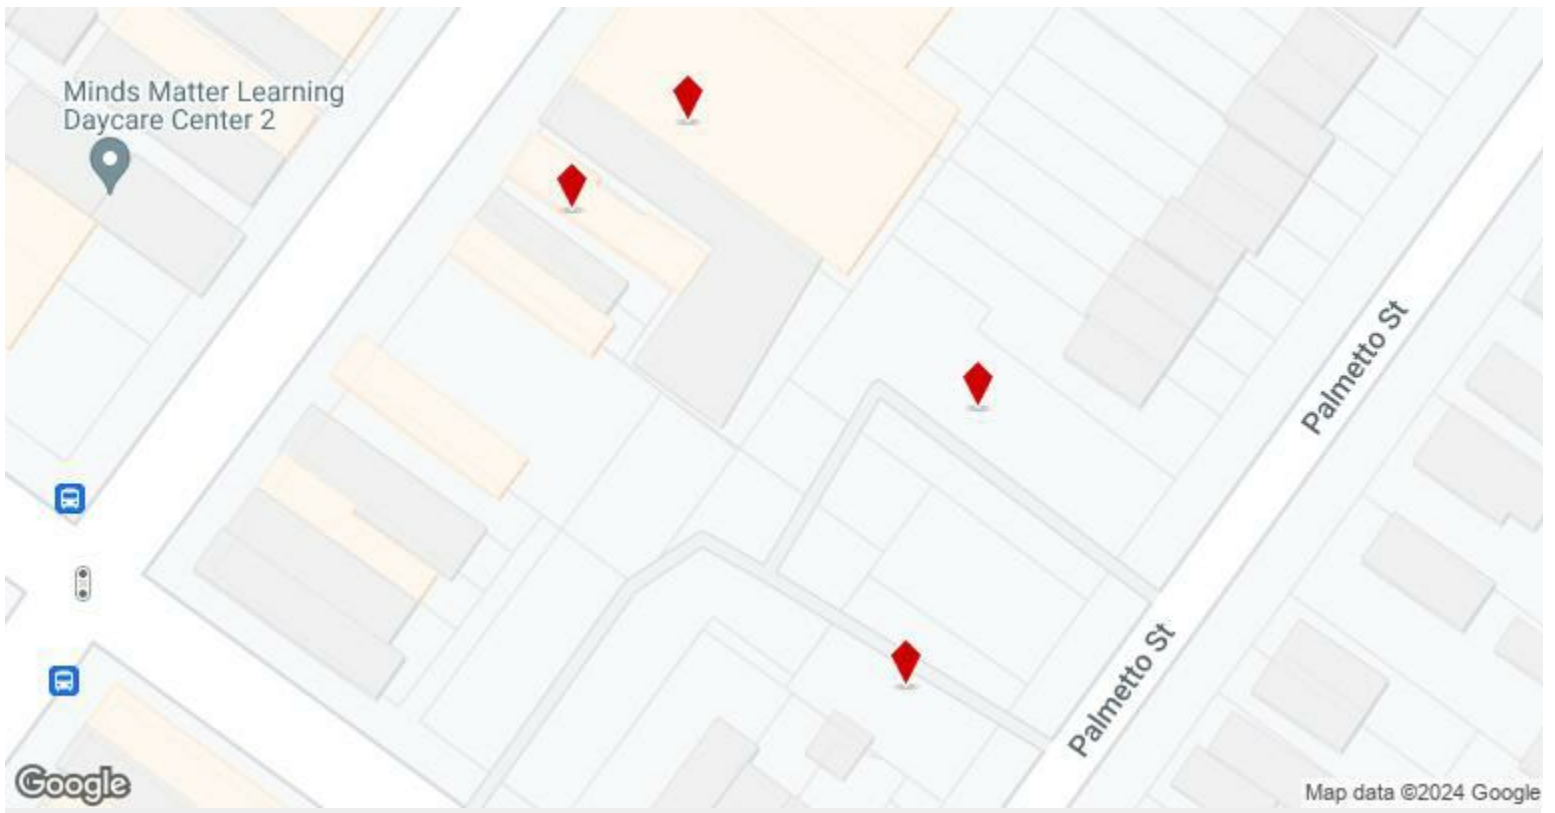 Minds Matter Learning
Daycare Center 2
Palmetto St
Palmetto St
Google
Map data ©2024 Google